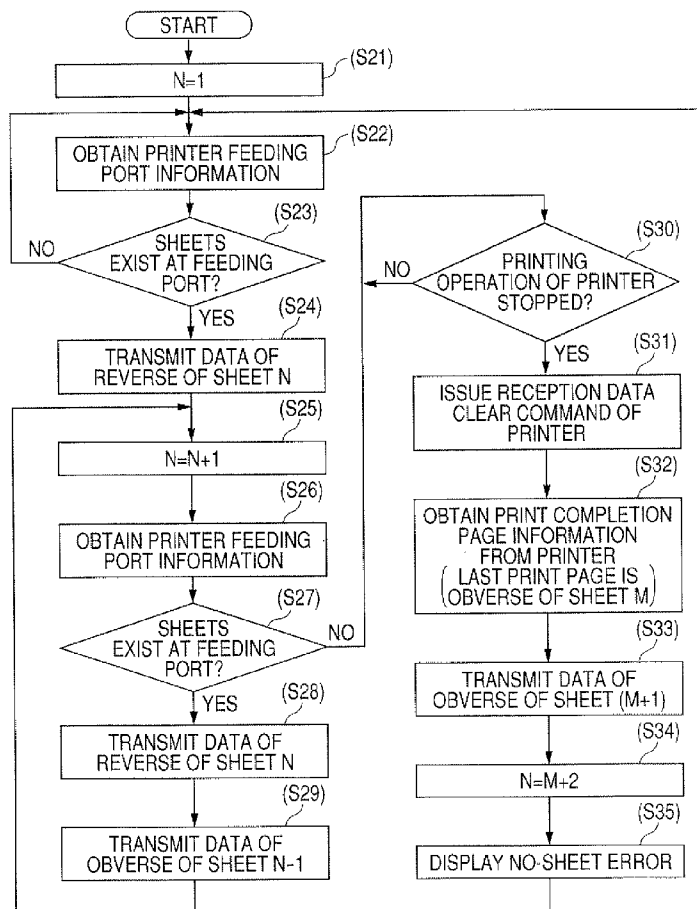 START
(S21)
N=1
(S22)
OBTAIN PRINTER FEEDING
PORT INFORMATION
(S23)
NO
SHEETS
EXIST AT FEEDING
PORT?
YES
(S24)
TRANSMIT DATA OF
REVERSE OF SHEET N
(S25)
N=N+1
(S26)
OBTAIN PRINTER FEEDING
PORT INFORMATION
(S27)
SHEETS
EXIST AT FEEDING
PORT?
NO
YES
(S28)
TRANSMIT DATA OF
REVERSE OF SHEET N
(S29)
TRANSMIT DATA OF
OBVERSE OF SHEET N-1
(S30)
NO
PRINTING
OPERATION OF PRINTER
STOPPED?
YES
(S31)
ISSUE RECEPTION DATA
CLEAR COMMAND OF
PRINTER
(S32)
OBTAIN PRINT COMPLETION
PAGE INFORMATION
FROM PRINTER
(LAST PRINT PAGE IS
OBVERSE OF SHEET M)
(S33)
TRANSMIT DATA OF
OBVERSE OF SHEET (M+1)
(S34)
N=M+2
(S35)
DISPLAY NO-SHEET ERROR